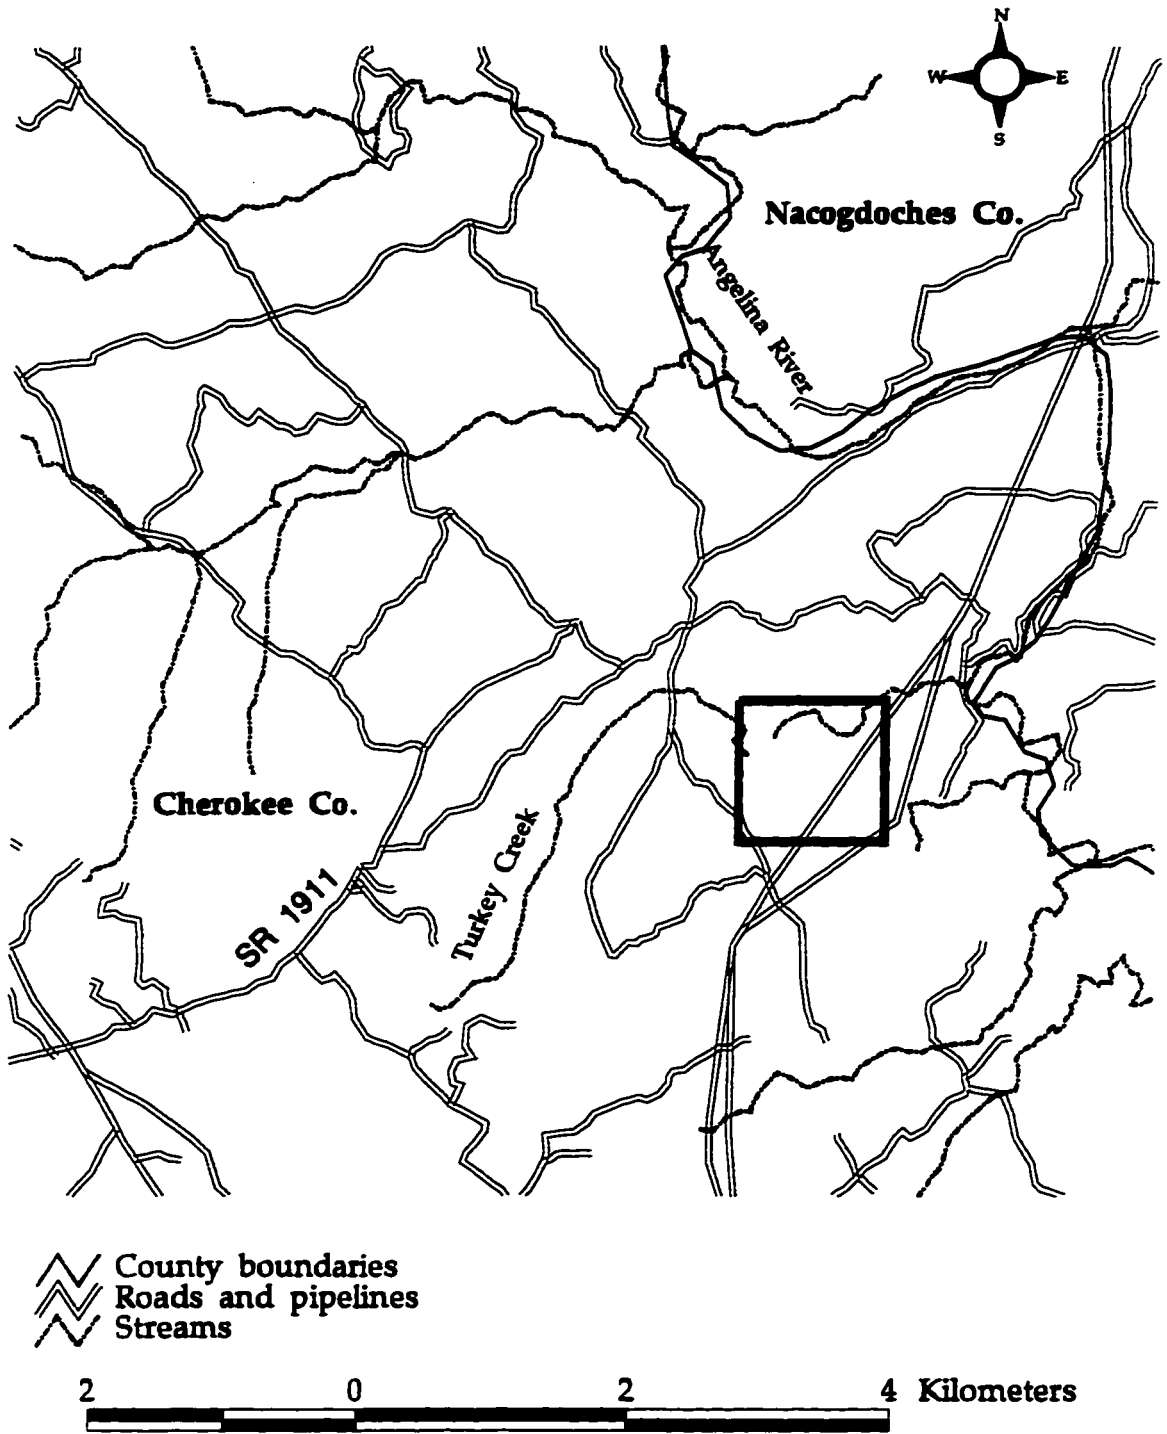 N
W E
S
Nacogdoches Co.
Angelina River
Cherokee Co.
Turkey Creek
SR 1911
County boundaries
Roads and pipelines
Streams
2 0 2 4 Kilometers